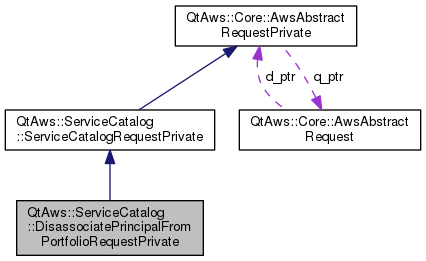 QtAws::Core::AwsAbstract
RequestPrivate
d_ptr
q_ptr
QtAws::ServiceCatalog
::ServiceCatalogRequestPrivate
QtAws::Core::AwsAbstract
Request
QtAws::ServiceCatalog
::DisassociatePrincipalFrom
PortfolioRequestPrivate